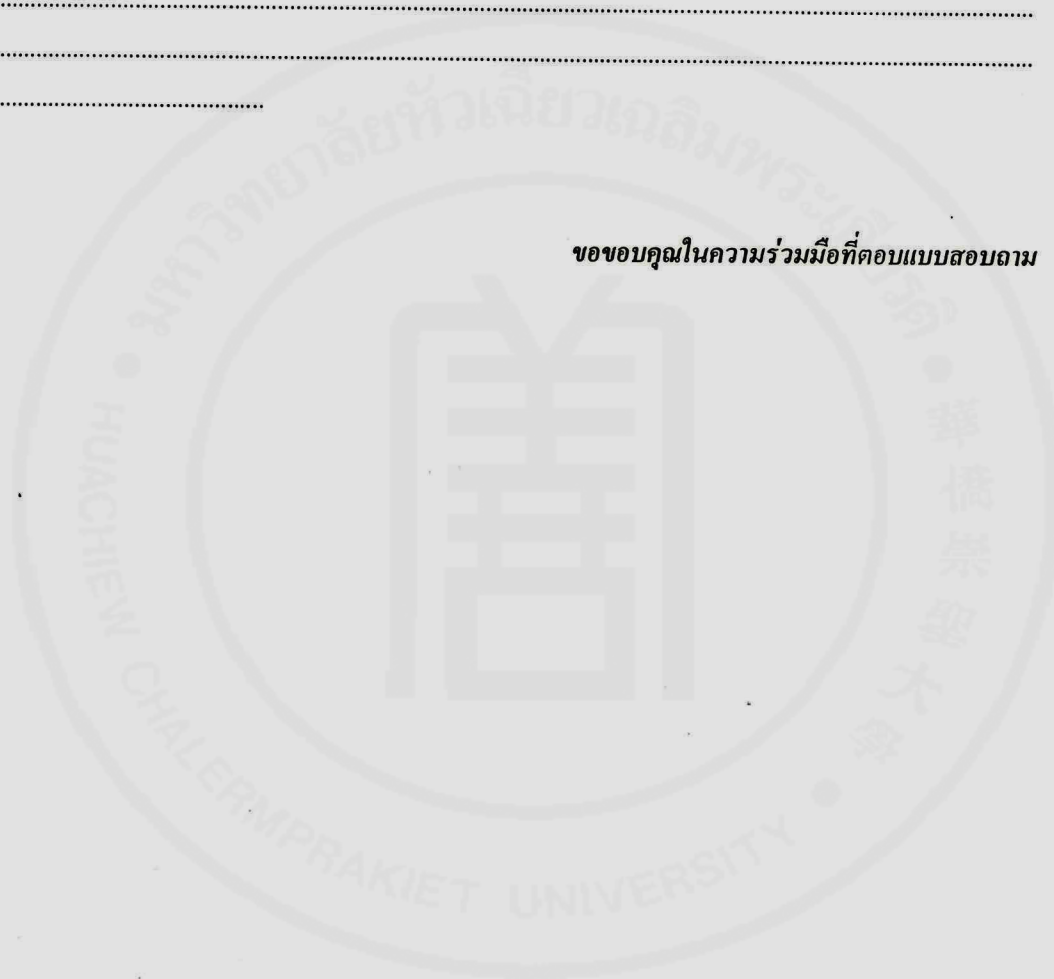 ........................................................................................................................
........................................................................................................................
........................................
ขอขอบคุณในความร่วมมือที่ตอบแบบสอบถาม
มหาวิทยาลัยหัวเฉียวเฉลิมพระเกียรติ
HUACHIEW CHALERMPRAKIET UNIVERSITY
華僑崇聖大學